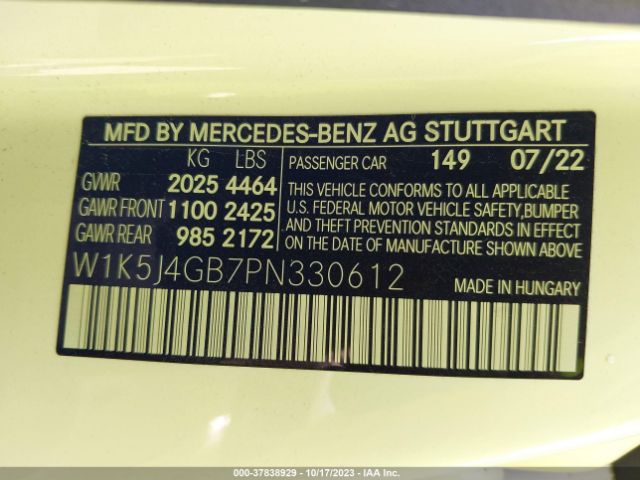 MFD BY MERCEDES-BENZ AG STUTTGART
KG LBS
GVWR 2025 4464
GAWR FRONT 1100 2425
GAWR REAR 985 2172
PASSENGER CAR 149 07/22
THIS VEHICLE CONFORMS TO ALL APPLICABLE
U.S. FEDERAL MOTOR VEHICLE SAFETY,BUMPER
AND THEFT PREVENTION STANDARDS IN EFFECT
ON THE DATE OF MANUFACTURE SHOWN ABOVE.
W1K5J4GB7PN330612
MADE IN HUNGARY
000-37838929 - 10/17/2023 - IAA Inc.